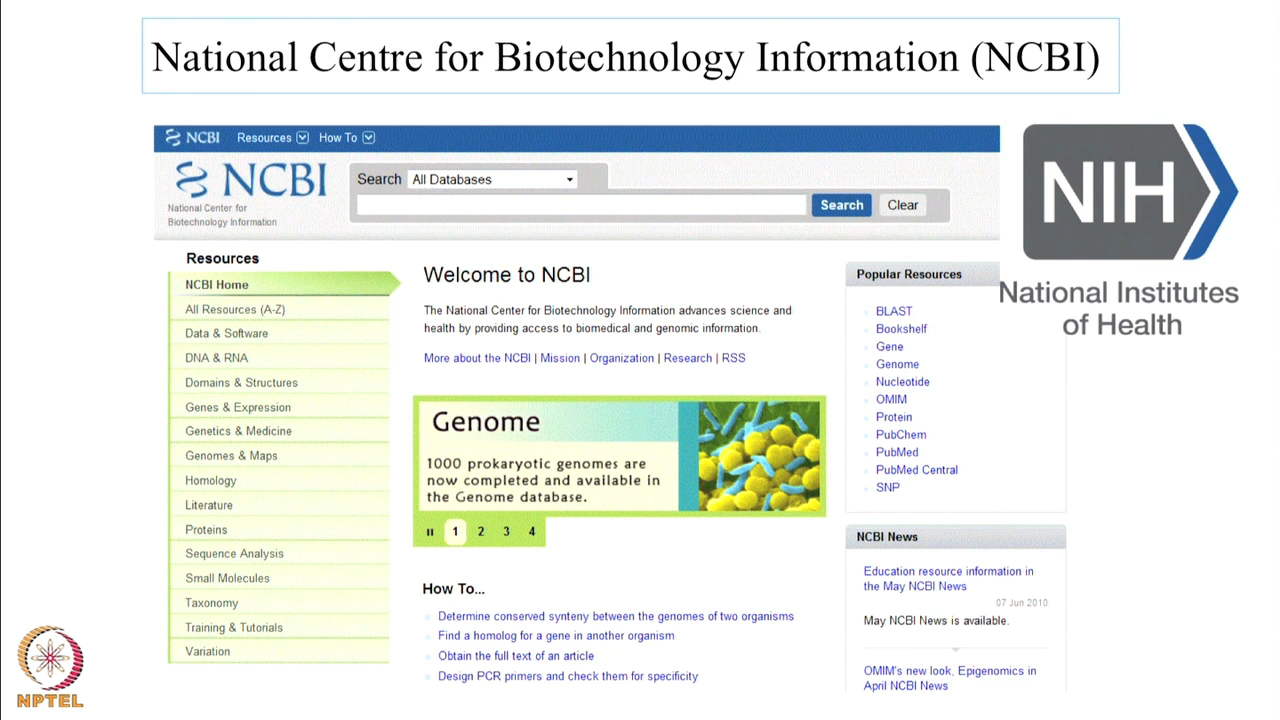 National Centre for Biotechnology Information (NCBI)
NCBI Resources How To
NCBI
National Center for
Biotechnology Information
Search All Databases
Search Clear
NIH
National Institutes
of Health
Resources
NCBI Home
All Resources (A-Z)
Data & Software
DNA & RNA
Domains & Structures
Genes & Expression
Genetics & Medicine
Genomes & Maps
Homology
Literature
Proteins
Sequence Analysis
Small Molecules
Taxonomy
Training & Tutorials
Variation
Welcome to NCBI
The National Center for Biotechnology Information advances science and
health by providing access to biomedical and genomic information.
More about the NCBI | Mission | Organization | Research | RSS
Genome
1000 prokaryotic genomes are
now completed and available in
the Genome database.
1 2 3 4
How To...
Determine conserved synteny between the genomes of two organisms
Find a homolog for a gene in another organism
Obtain the full text of an article
Design PCR primers and check them for specificity
Popular Resources
BLAST
Bookshelf
Gene
Genome
Nucleotide
OMIM
Protein
PubChem
PubMed
PubMed Central
SNP
NCBI News
Education resource information in
the May NCBI News
07 Jun 2010
May NCBI News is available.
OMIM's new look, Epigenomics in
April NCBI News
NPTEL